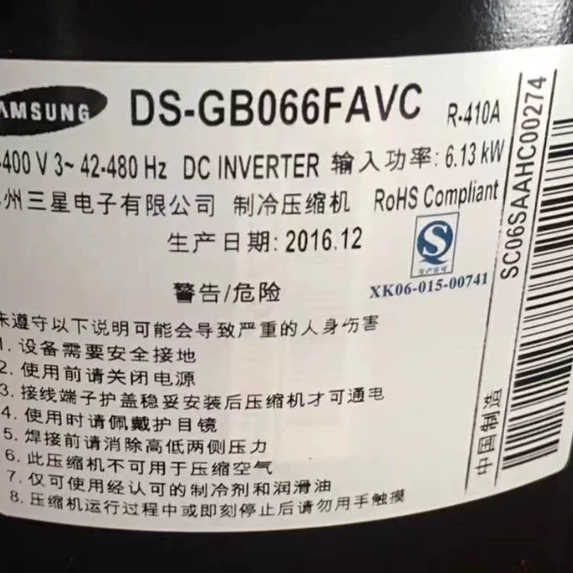 SAMSUNG DS-GB066FAVC R-410A
-400 V 3~ 42-480 Hz DC INVERTER 输入功率: 6.13 kW
州三星电子有限公司 制冷压缩机 RoHS Compliant
生产日期: 2016.12
生产许可
XK06-015-00741
警告/危险
未遵守以下说明可能会导致严重的人身伤害
1. 设备需要安全接地
2. 使用前请关闭电源
3. 接线端子护盖稳妥安装后压缩机才可通电
4. 使用时请佩戴护目镜
5. 焊接前请消除高低两侧压力
6. 此压缩机不可用于压缩空气
7. 仅可使用经认可的制冷剂和润滑油
8. 压缩机运行过程中或即刻停止后请勿用手触摸
中国制造
SC06SAAHC00274